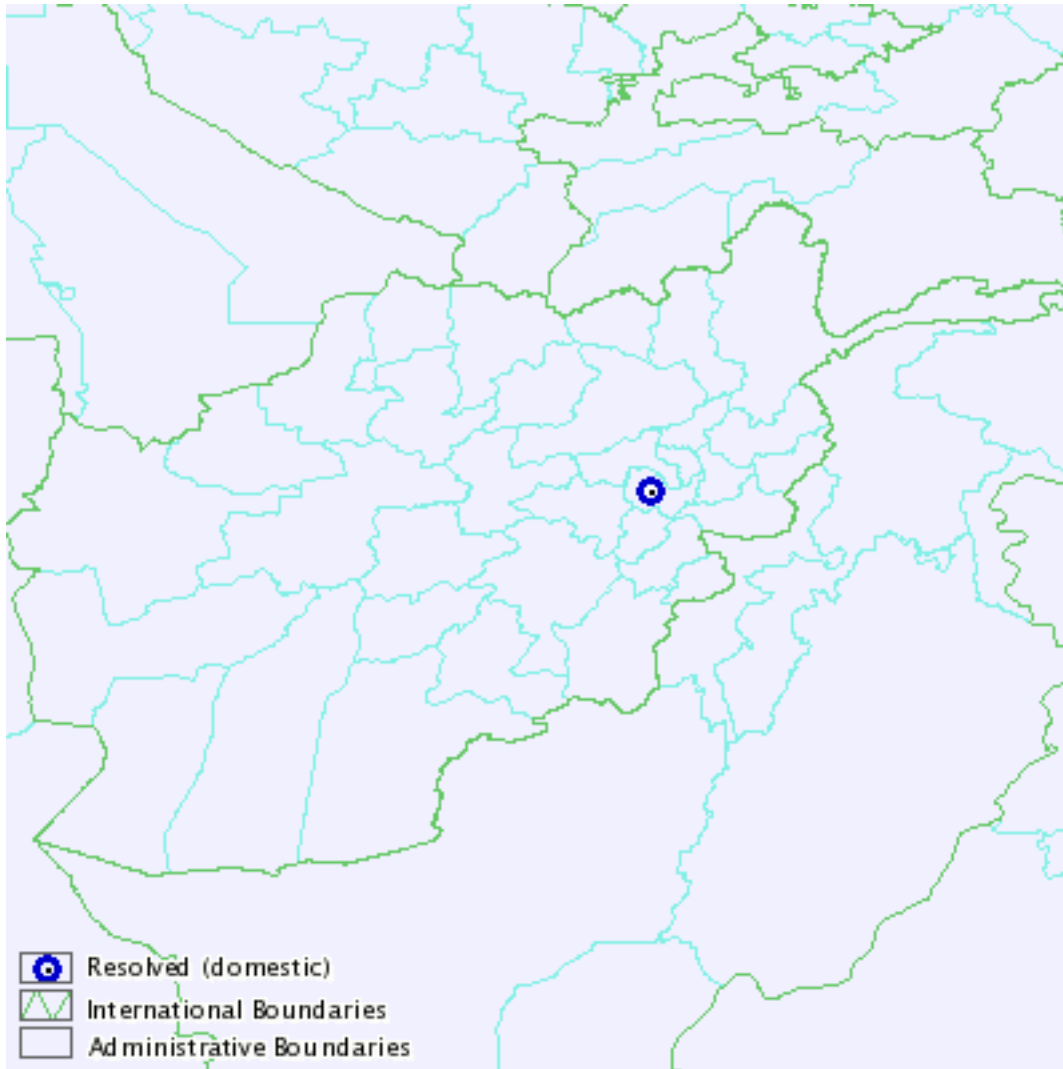 Resolved (domestic)
International Boundaries
Administrative Boundaries